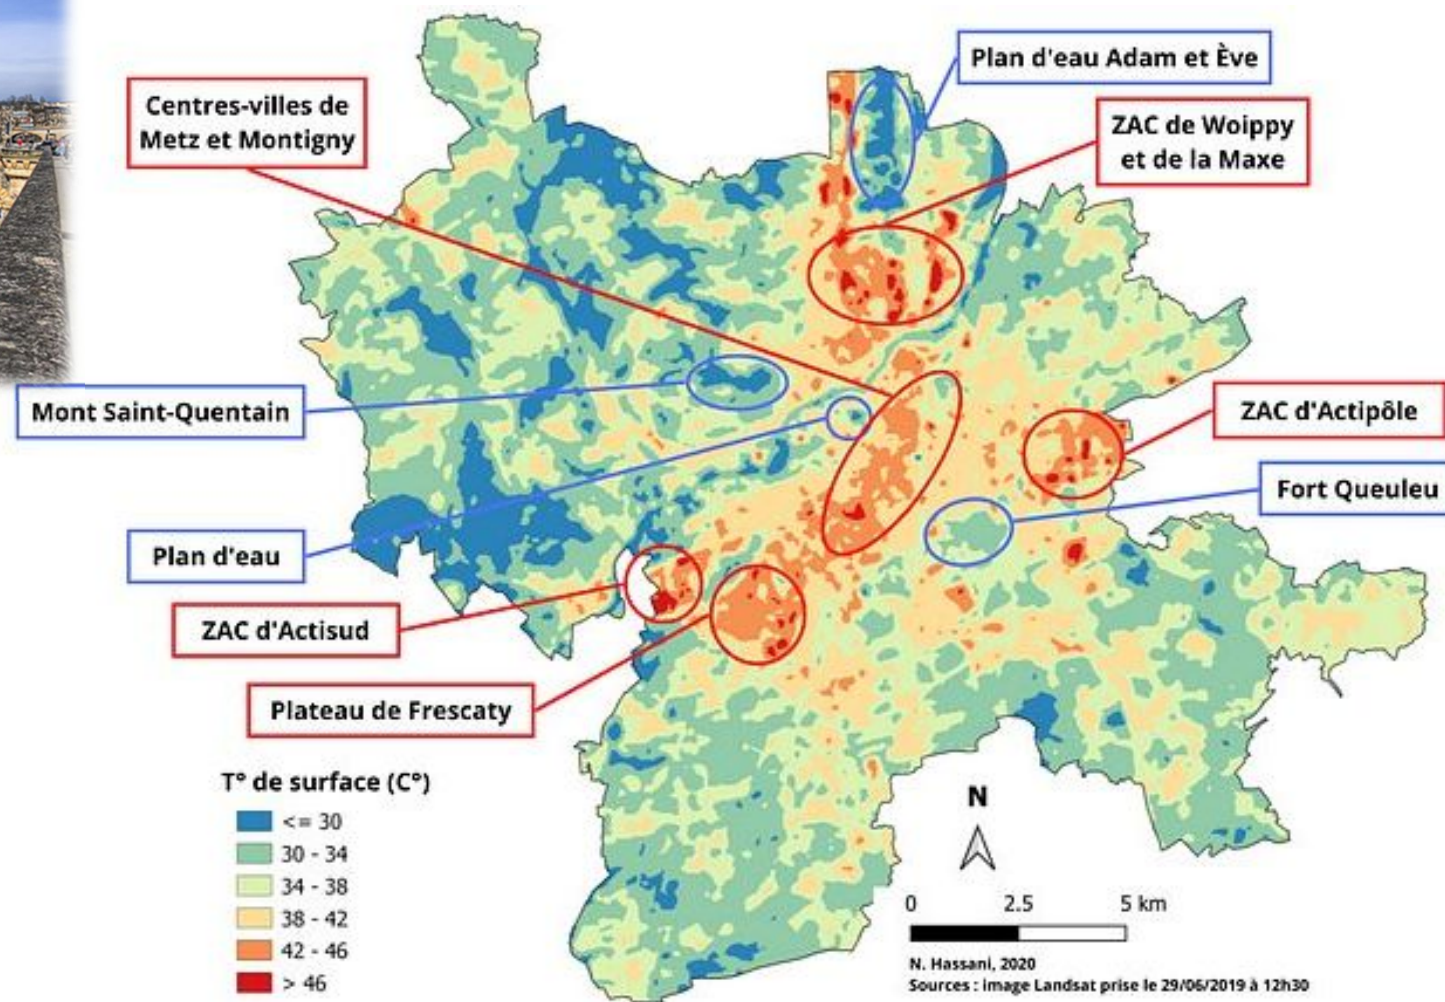 Plan d'eau Adam et Ève
Centres-villes de
Metz et Montigny
ZAC de Woippy
et de la Maxe
Mont Saint-Quentain
ZAC d'Actipôle
Fort Queuleu
Plan d'eau
ZAC d'Actisud
Plateau de Frescaty
T° de surface (C°)
<= 30
30 - 34
34 - 38
38 - 42
42 - 46
> 46
N
0 2.5 5 km
N. Hassani, 2020
Sources : image Landsat prise le 29/06/2019 à 12h30